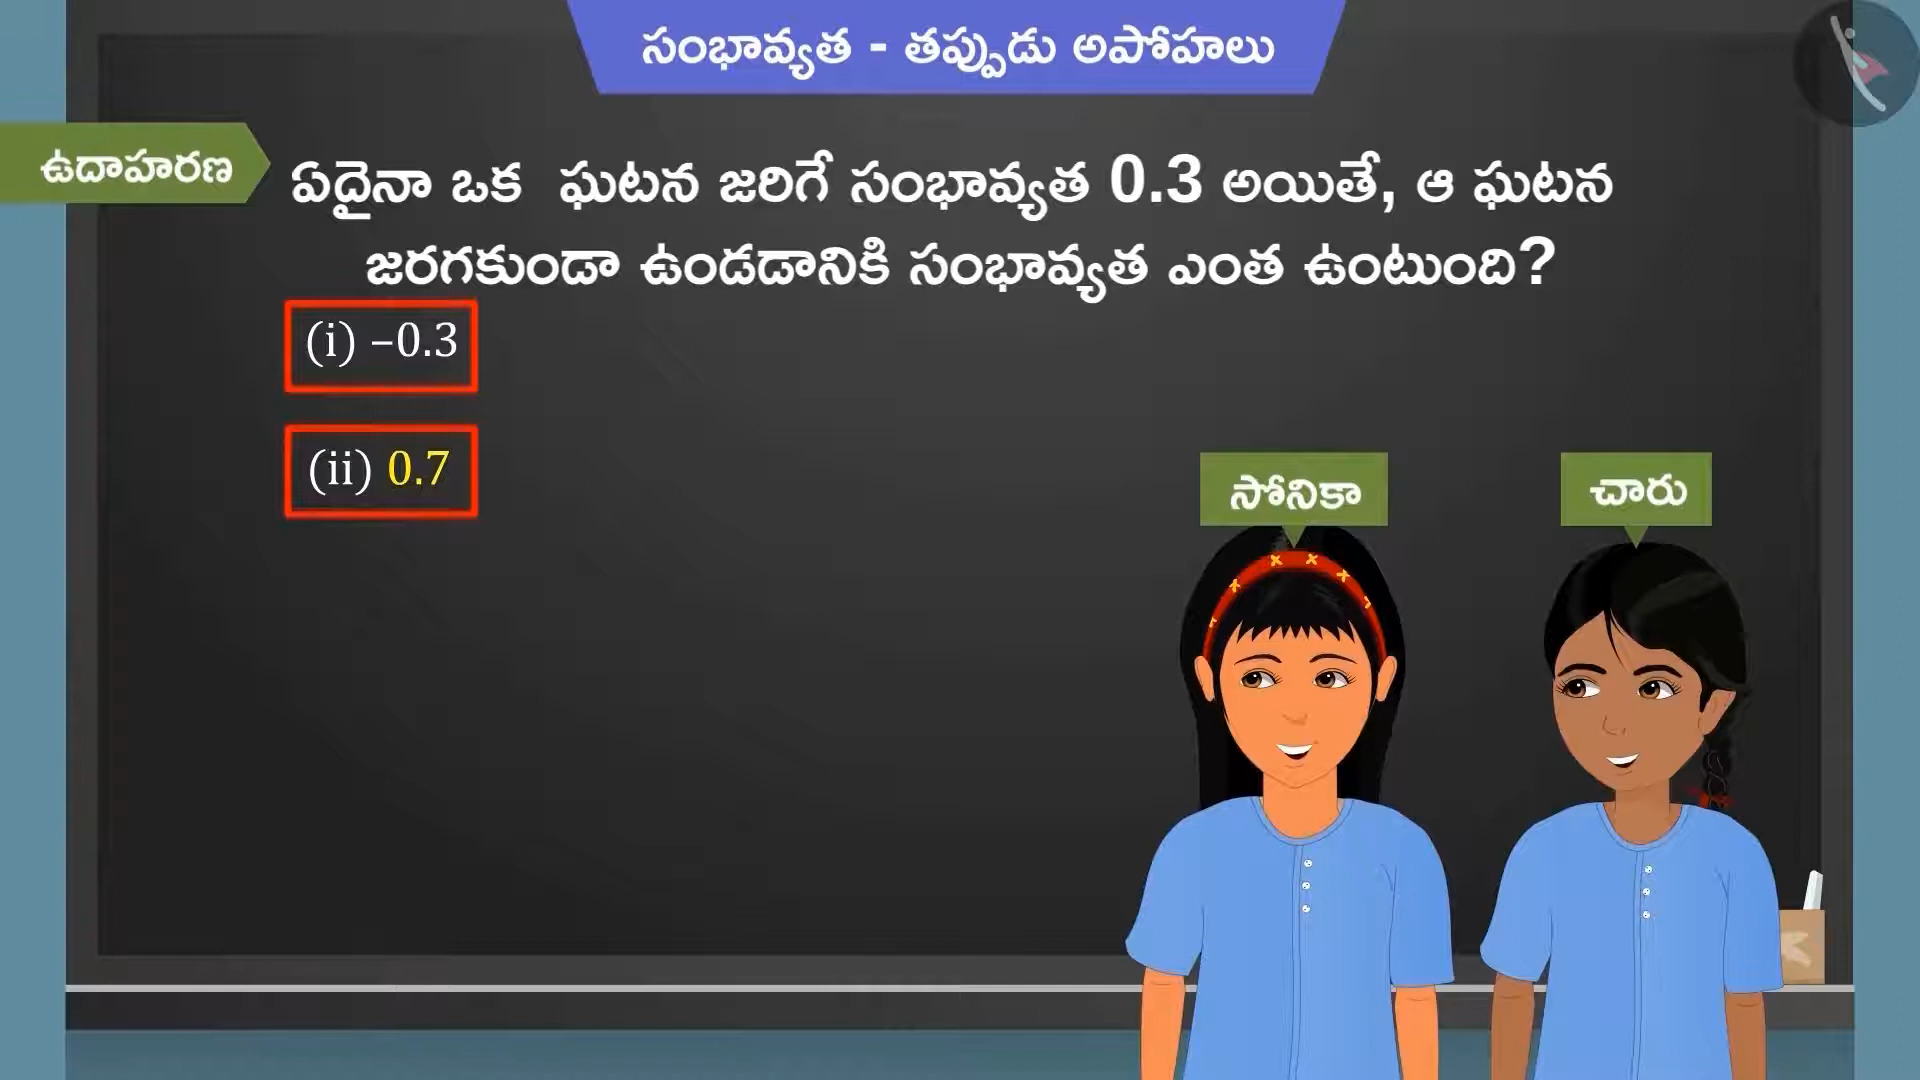 సంభావ్యత - తప్పుడు అపోహలు
ఉదాహరణ
ఏదైనా ఒక ఘటన జరిగే సంభావ్యత 0.3 అయితే, ఆ ఘటన
జరగకుండా ఉండడానికి సంభావ్యత ఎంత ఉంటుంది?
(i) –0.3
(ii) 0.7
సోనికా
చారు